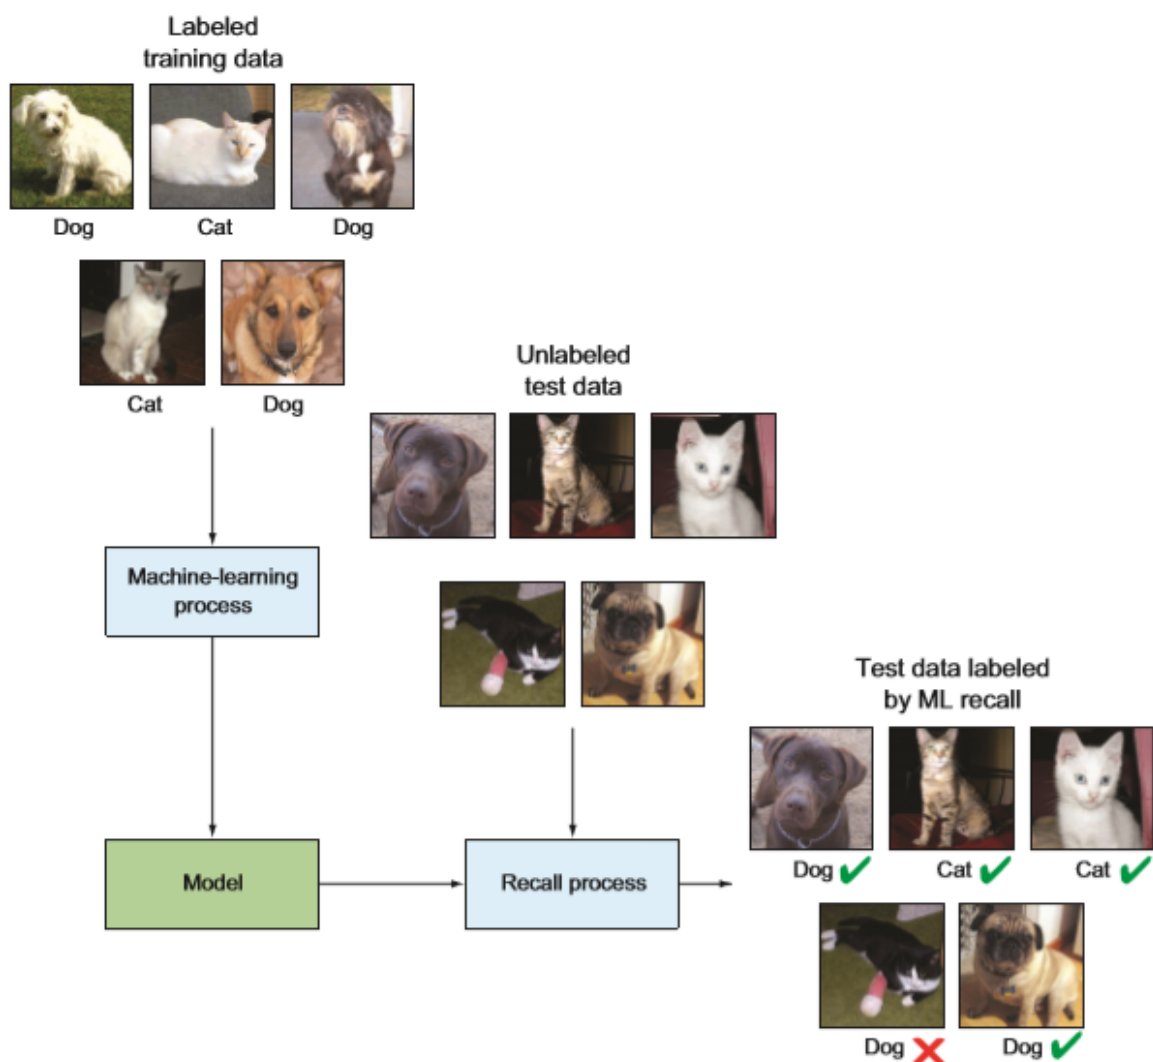 Labeled
training data
Dog
Cat
Dog
Cat
Dog
Unlabeled
test data
Machine-learning
process
Test data labeled
by ML recall
Model
Recall process
Dog
Cat
Cat
Dog
Dog